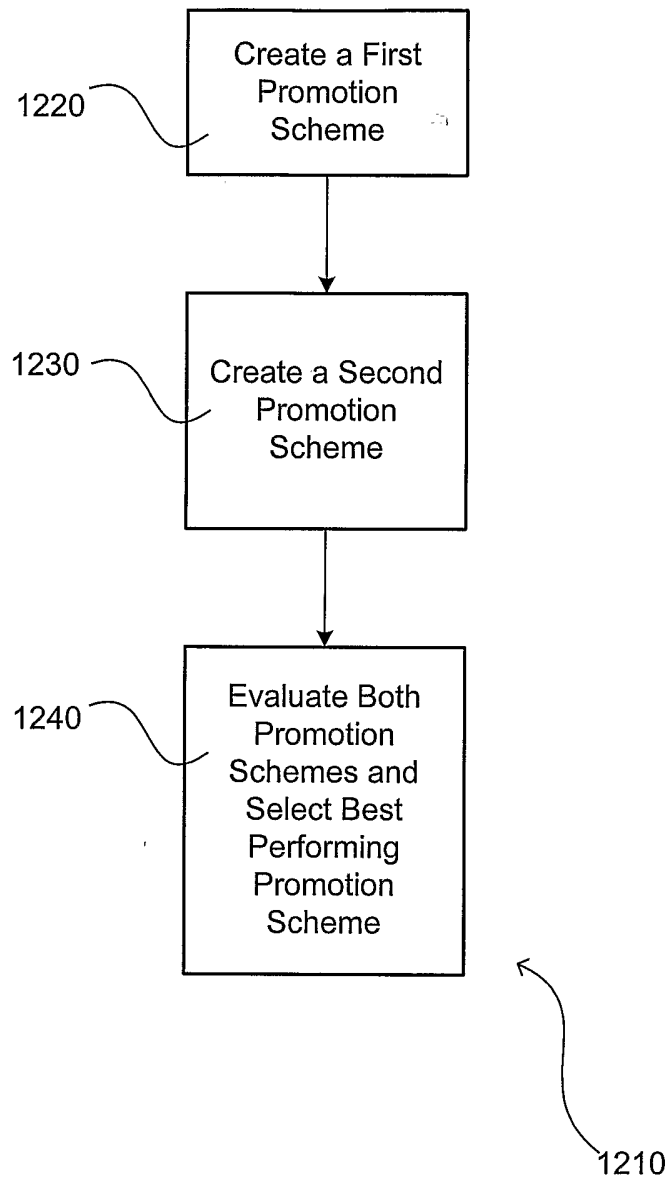 Create a First
Promotion
Scheme
1220
1230
Create a Second
Promotion
Scheme
1240
Evaluate Both
Promotion
Schemes and
Select Best
Performing
Promotion
Scheme
1210